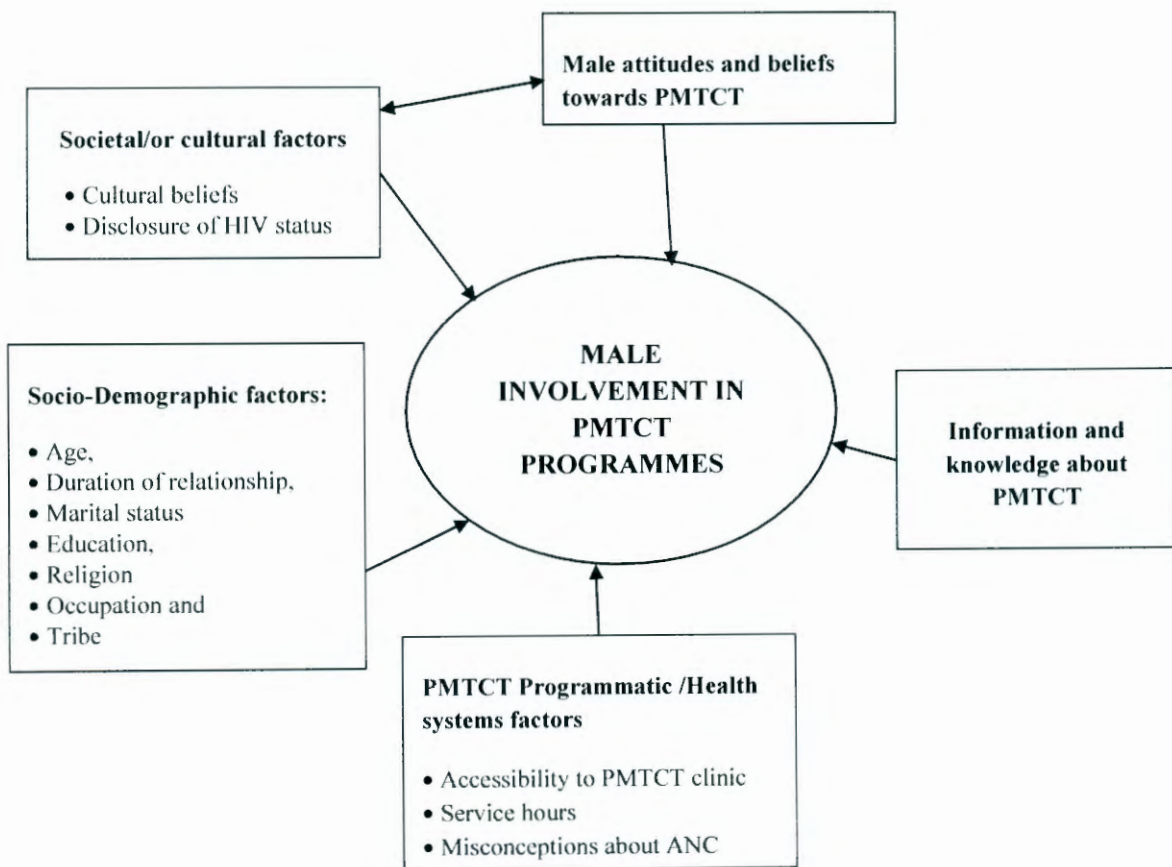 Male attitudes and beliefs
towards PMTCT
Societal/or cultural factors
• Cultural beliefs
• Disclosure of HIV status
MALE
INVOLVEMENT IN
PMTCT
PROGRAMMES
Socio-Demographic factors:
• Age,
• Duration of relationship,
• Marital status
• Education,
• Religion
• Occupation and
• Tribe
Information and
knowledge about
PMTCT
PMTCT Programmatic /Health
systems factors
• Accessibility to PMTCT clinic
• Service hours
• Misconceptions about ANC